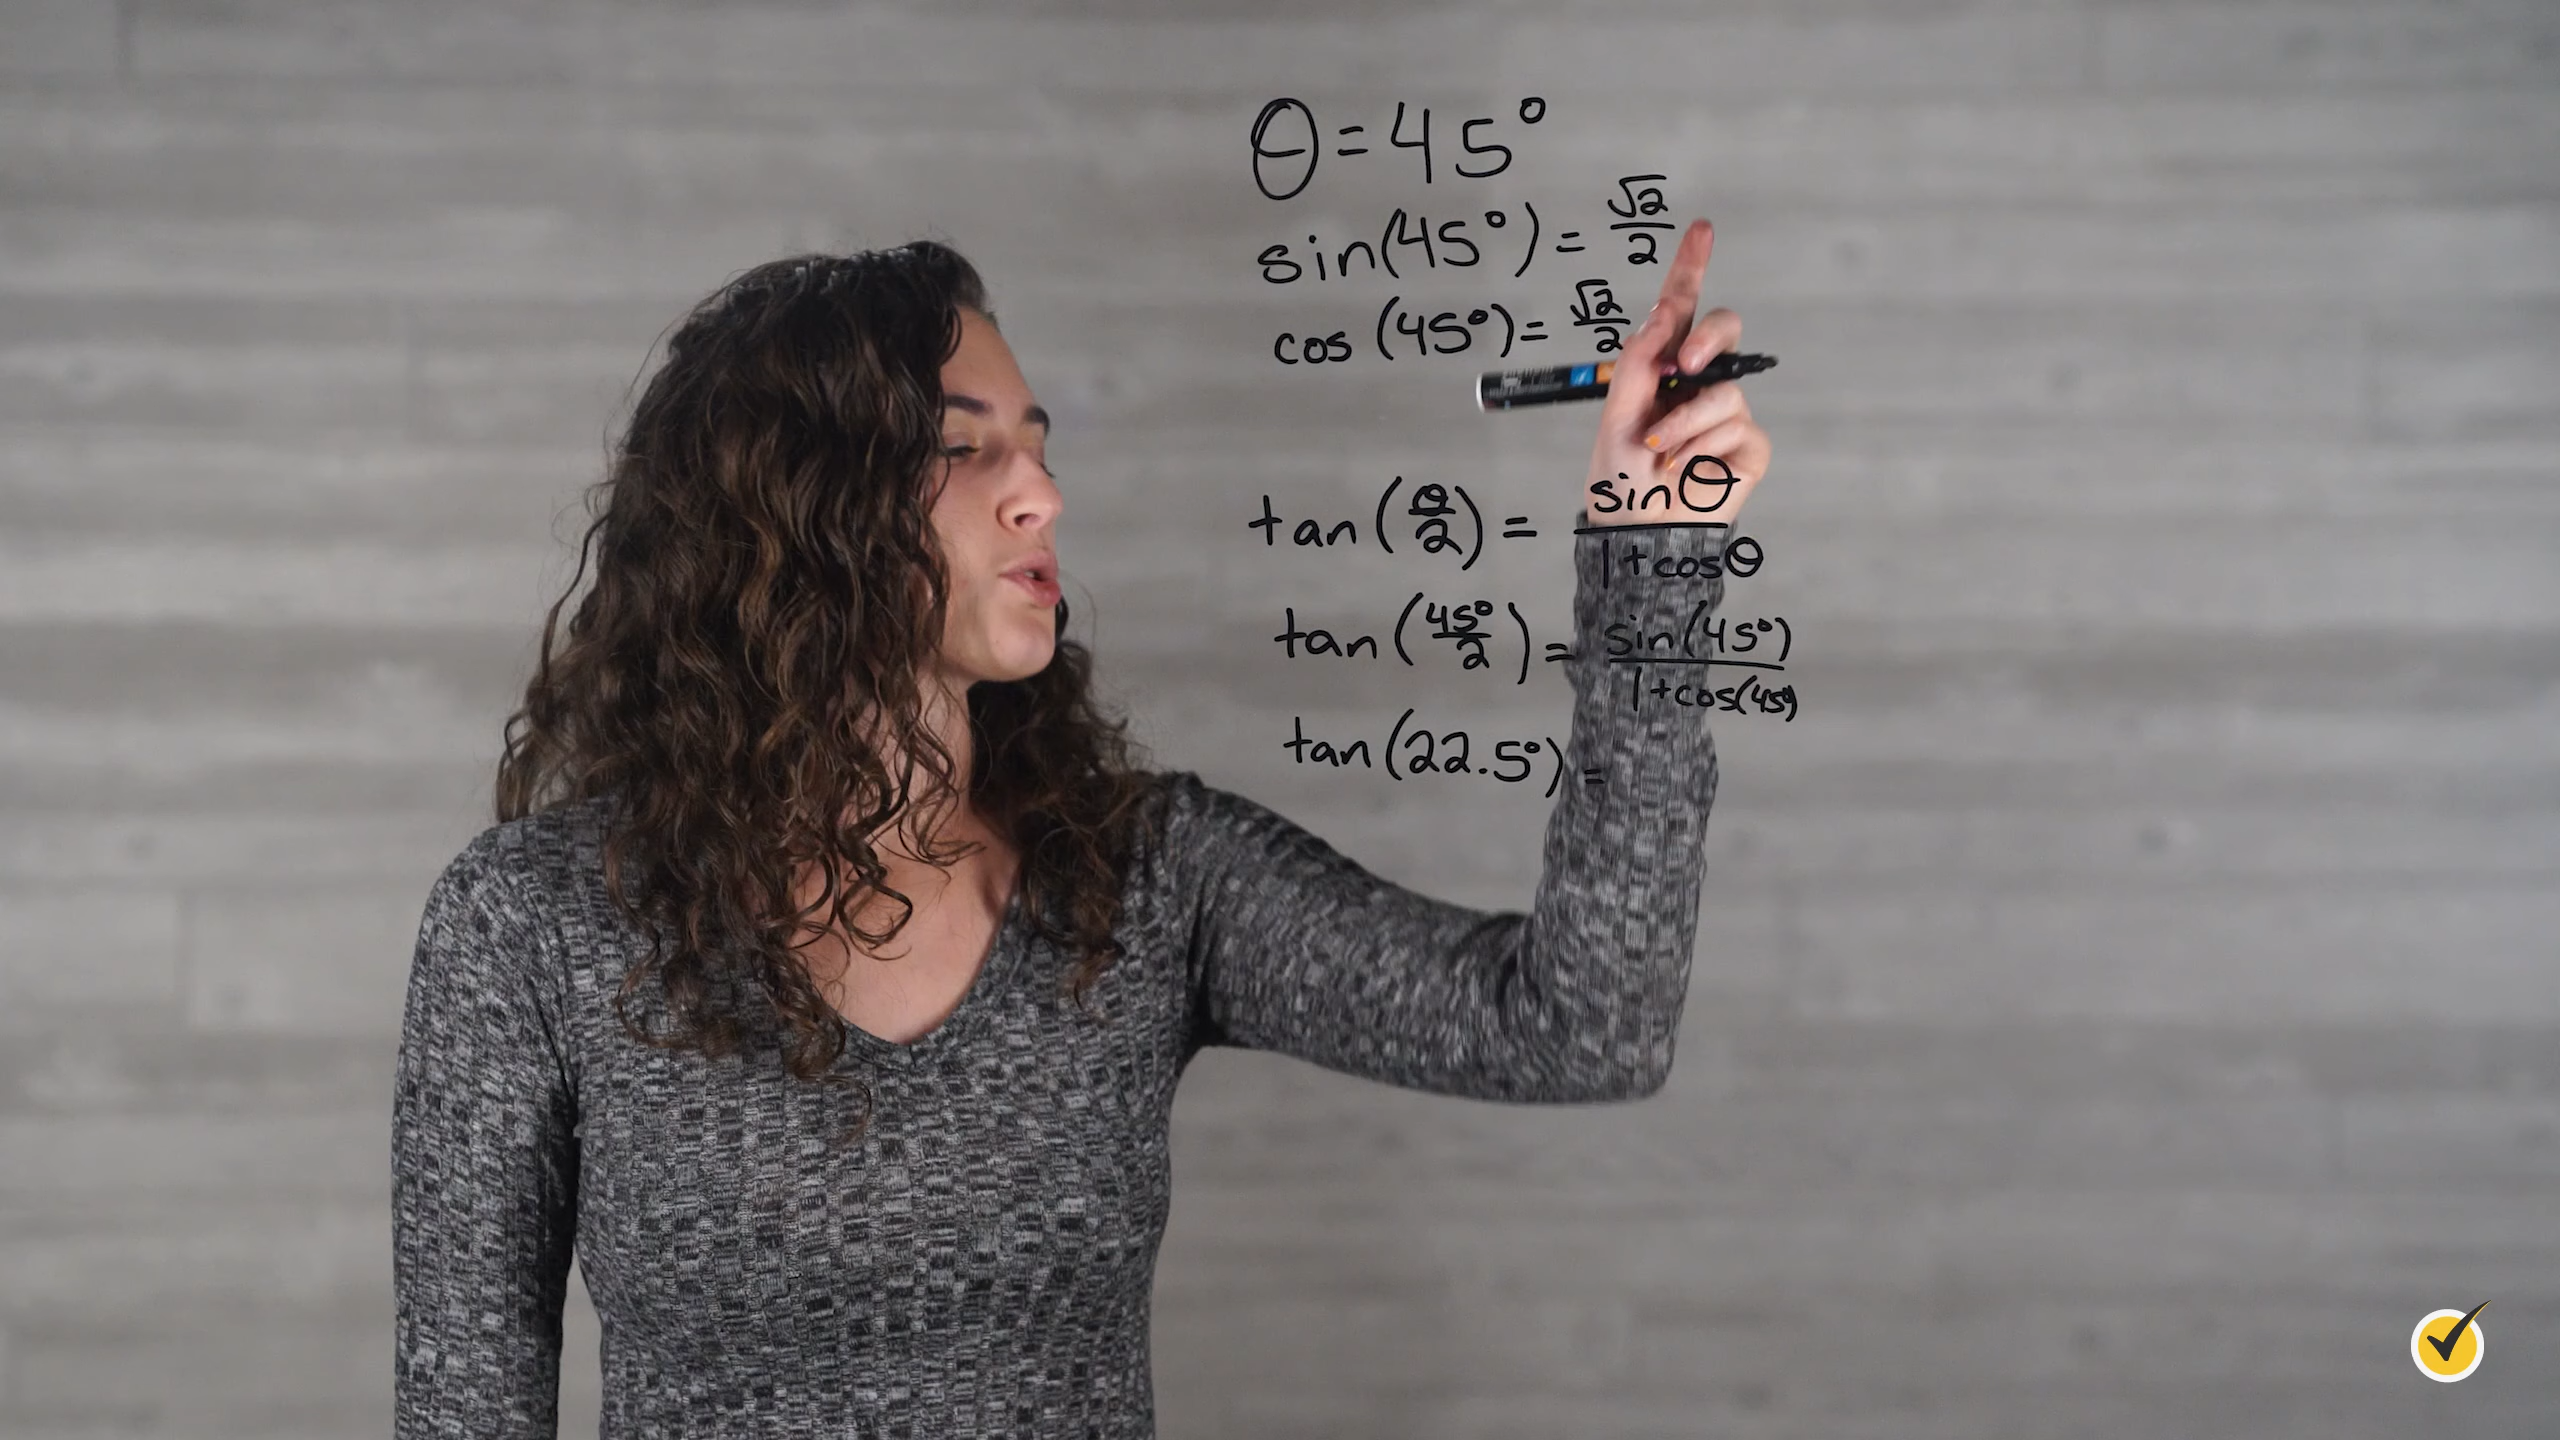 θ = 45°
sin(45°) = √2/2
cos(45°) = √2/2
tan(θ/2) = sinθ/1+cosθ
tan(45°/2) = sin(45°)/1+cos(45°)
tan(22.5°) =